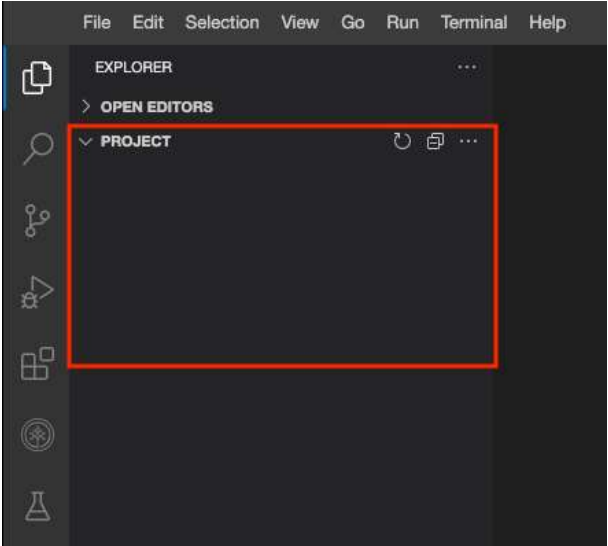 File Edit Selection View Go Run Terminal Help
EXPLORER
OPEN EDITORS
PROJECT